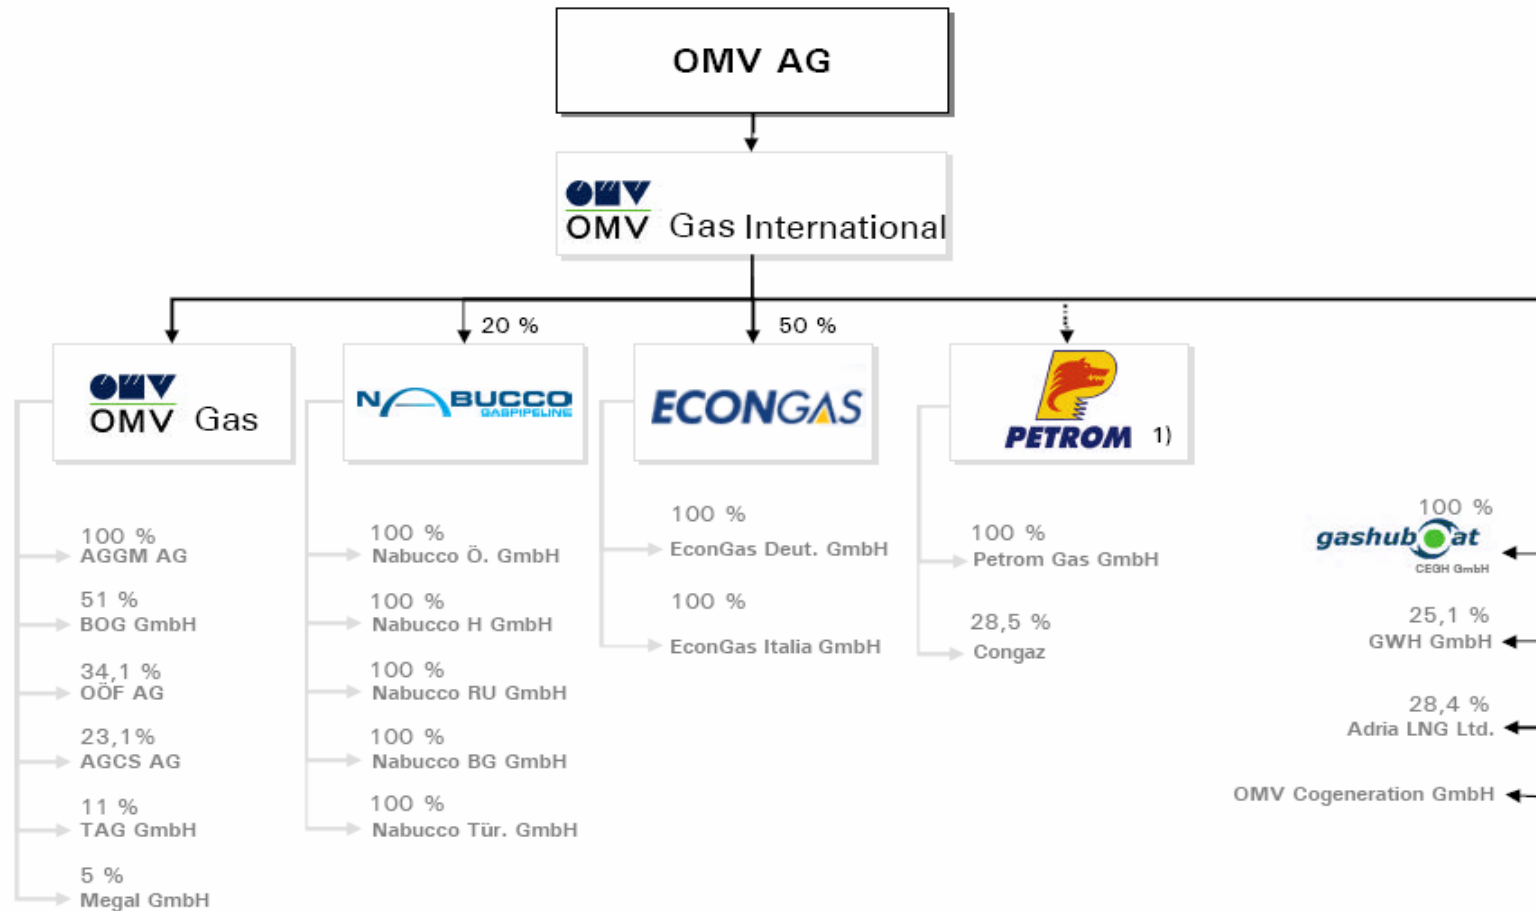 OMV AG
OMV Gas International
20 %
50 %
OMV Gas
NABUCCO
GASPIPELINE
ECONGAS
PETROM 1)
100 %
AGGM AG
51 %
BOG GmbH
34,1 %
OÖF AG
23,1%
AGCS AG
11 %
TAG GmbH
5 %
Megal GmbH
100 %
Nabucco Ö. GmbH
100 %
Nabucco H GmbH
100 %
Nabucco RU GmbH
100 %
Nabucco BG GmbH
100 %
Nabucco Tür. GmbH
100 %
EconGas Deut. GmbH
100 %
EconGas Italia GmbH
100 %
Petrom Gas GmbH
28,5 %
Congaz
100 %
gashub at
CEGH GmbH
25,1 %
GWH GmbH
28,4 %
Adria LNG Ltd.
OMV Cogeneration GmbH